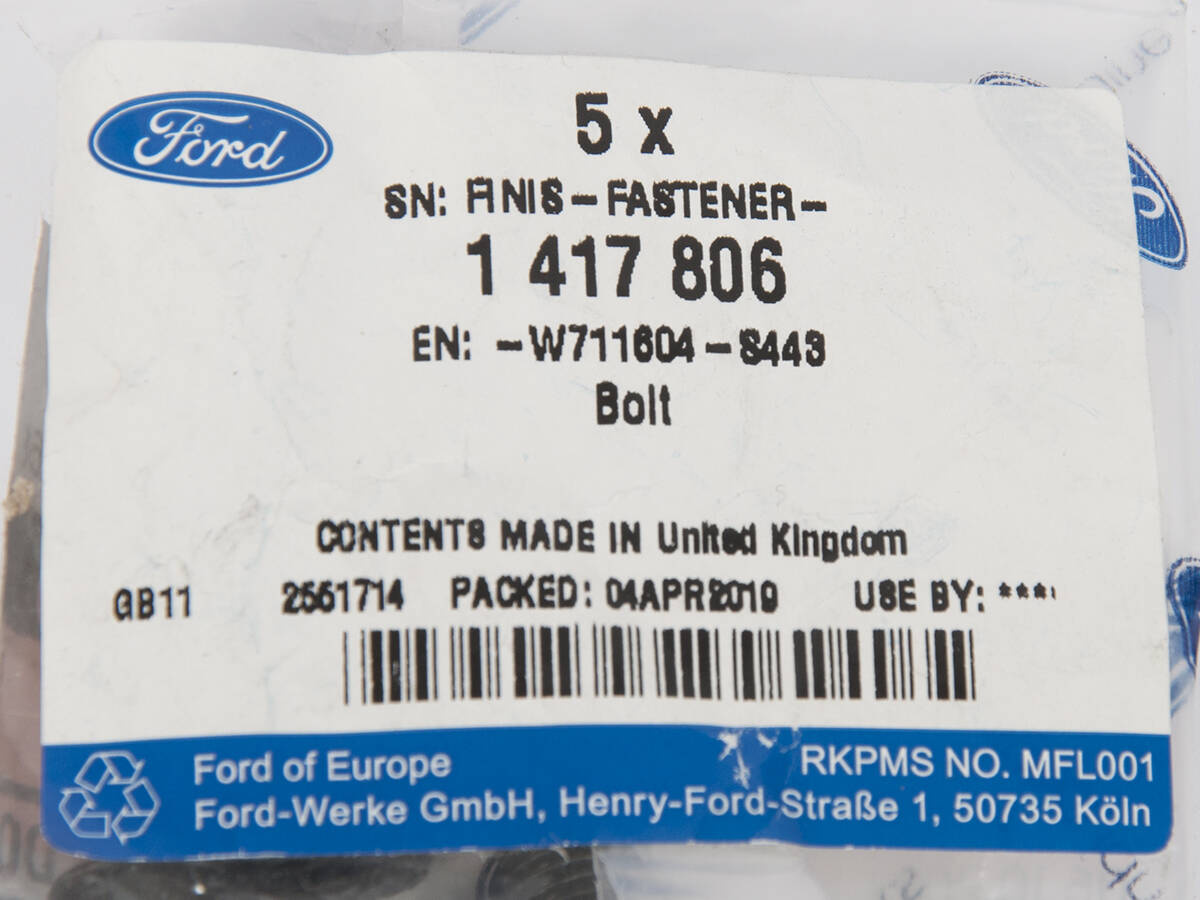 Ford
5 x
SN: FINIS-FASTENER-
1 417 806
EN: -W711604-S443
Bolt
CONTENTS MADE IN United Kingdom
GB11 2561714 PACKED: 04APR2019 USE BY: ***
Ford of Europe RKPMS NO. MFL001
Ford-Werke GmbH, Henry-Ford-Straße 1, 50735 Köln